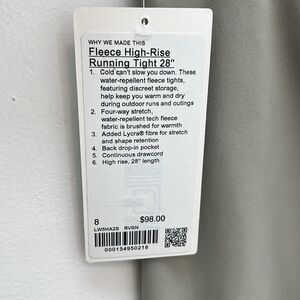 WHY WE MADE THIS
Fleece High-Rise
Running Tight 28"
1. Cold can't slow you down. These
water-repellent fleece tights,
featuring discreet storage,
help keep you warm and dry
during outdoor runs and outings
2. Four-way stretch,
water-repellent tech fleece
fabric is brushed for warmth
3. Added Lycra® fibre for stretch
and shape retention
4. Back drop-in pocket
5. Continuous drawcord
6. High rise, 28" length
8 $98.00
LW5HA2S RVSN
000154950218